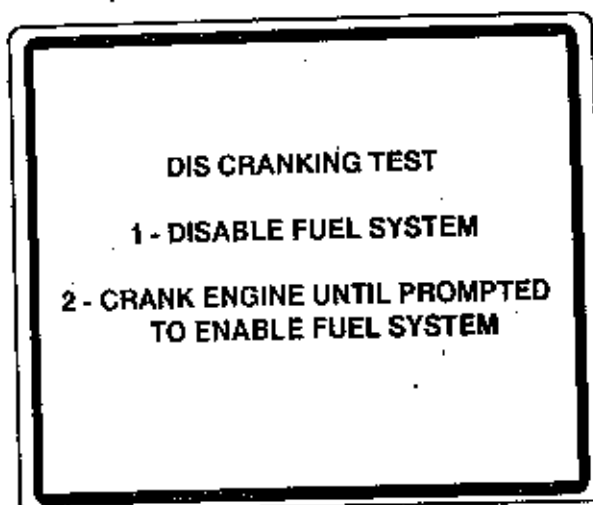 DIS CRANKING TEST
1 - DISABLE FUEL SYSTEM
2 - CRANK ENGINE UNTIL PROMPTED
TO ENABLE FUEL SYSTEM